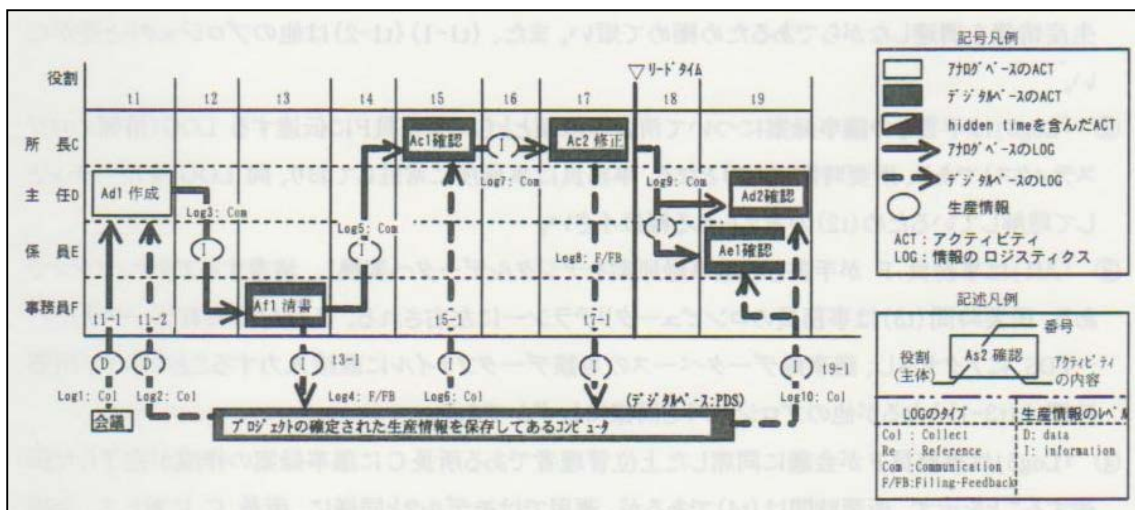 役割
t1
t2
t3
t4
t5
t6
t7
リードタイム
t8
t9
所 長C
主 任D
係 員E
事務員F
Ad1 作成
Log3: Com
I
Af1 清書
Log5: Com
I
Ac1確認
I
Log7: Com
Ac2 修正
Log9: Com
I
Ad2確認
Ae1確認
Log8: F/FB
t1-1
t1-2
t3-1
t5-1
t7-1
t9-1
D
D
I
I
I
I
Log1: Col
Log2: Col
Log4: F/FB
Log6: Col
Log10: Col
会議
(デジタルベース:PDS)
プロジェクトの確定された生産情報を保存してあるコンピュータ
記号凡例
アナログベースのACT
デジタルベースのACT
hidden lineを含んだACT
アナログベースのLOG
デジタルベースのLOG
生産情報
ACT : アクティビティ
LOG: 情報のロジスティクス
記述凡例
番号
As2 確認
役割
(主体)
アクティビティ
の内容
LOGのタイプ
生産情報のレベル
Col : Collect
Re : Reference
Com :Communication
F/FB:Filing-Feedback
D: data
I: information